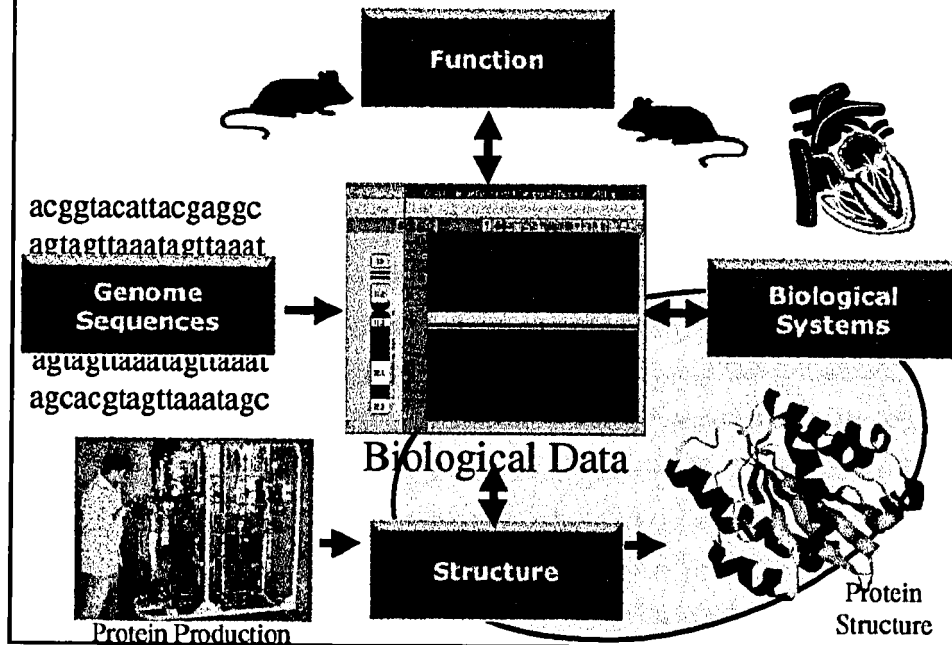 Function
acggtacattacgaggc
agtagttaaatagttaaat
Genome
Sequences
agtagttaaatagttaaat
agcacgtagttaaatagc
Biological
Systems
Biological Data
Structure
Protein Production
Protein
Structure